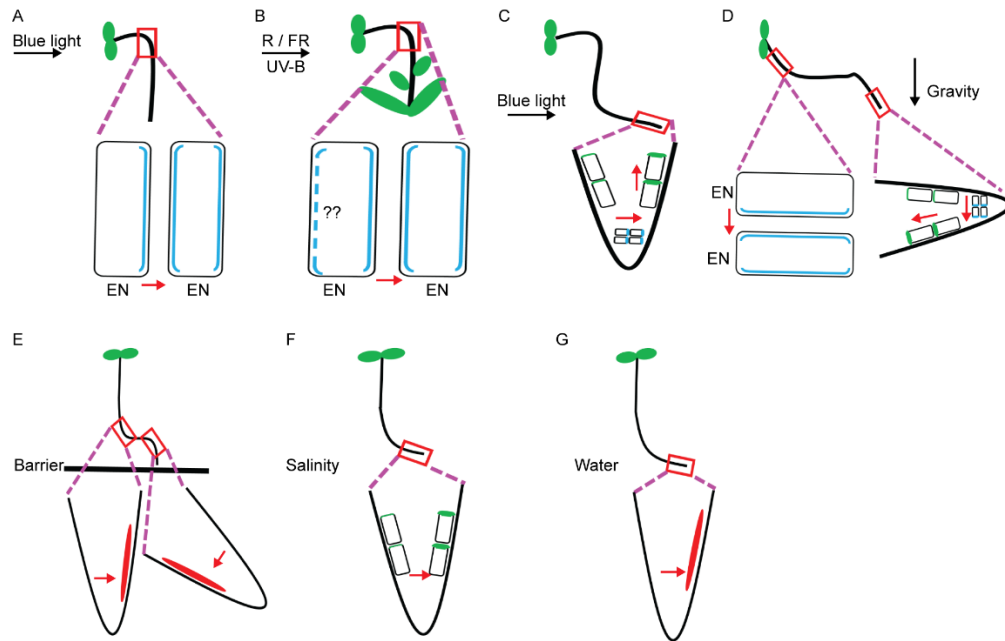 A
Blue light
EN
EN
B
R / FR
UV-B
??
EN
EN
C
Blue light
D
Gravity
EN
EN
E
Barrier
F
Salinity
G
Water